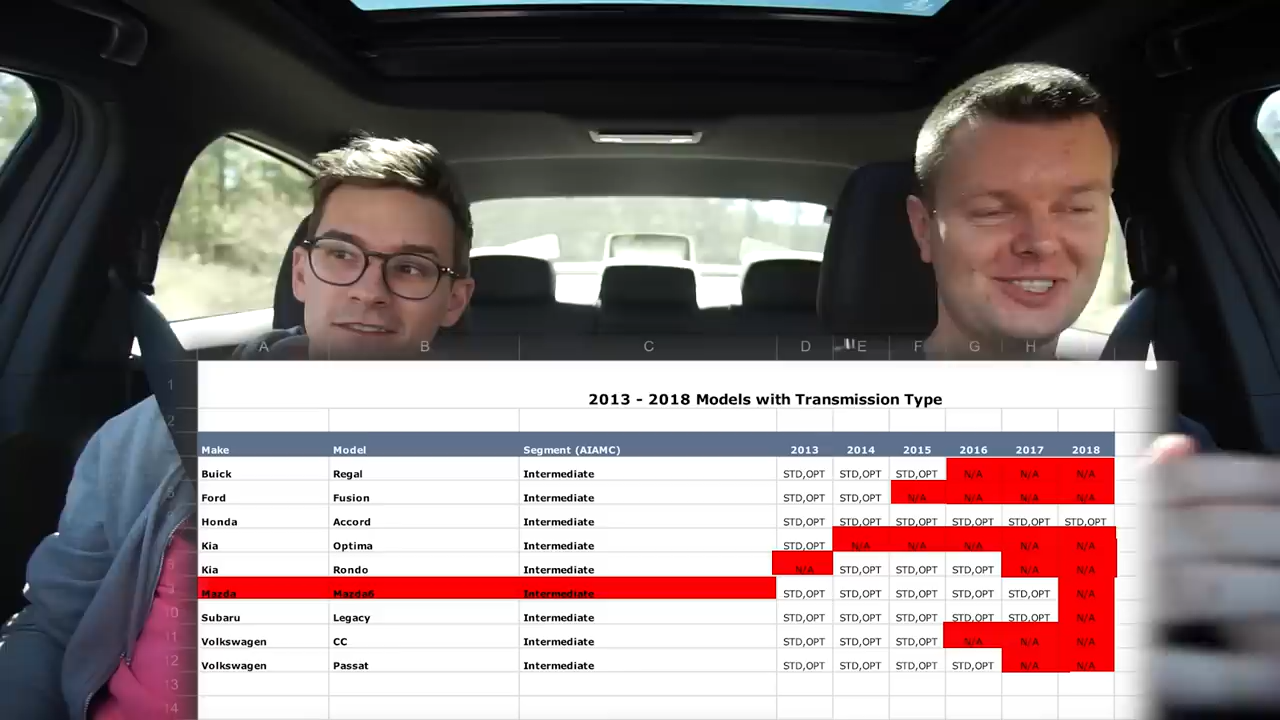 A B C D E F G H
1 2013 - 2018 Models with Transmission Type
2
Make Model Segment (AIAMC) 2013 2014 2015 2016 2017 2018
Buick Regal Intermediate STD,OPT STD,OPT STD,OPT N/A N/A N/A
Ford Fusion Intermediate STD,OPT STD,OPT N/A N/A N/A N/A
Honda Accord Intermediate STD,OPT STD,OPT STD,OPT STD,OPT STD,OPT STD,OPT
Kia Optima Intermediate STD,OPT N/A N/A N/A N/A N/A
Kia Rondo Intermediate N/A STD,OPT STD,OPT STD,OPT N/A N/A
Mazda Mazda6 Intermediate STD,OPT STD,OPT STD,OPT STD,OPT STD,OPT N/A
10 Subaru Legacy Intermediate STD,OPT STD,OPT STD,OPT STD,OPT STD,OPT N/A
11 Volkswagen CC Intermediate STD,OPT STD,OPT STD,OPT N/A N/A N/A
12 Volkswagen Passat Intermediate STD,OPT STD,OPT STD,OPT STD,OPT N/A N/A
13
14